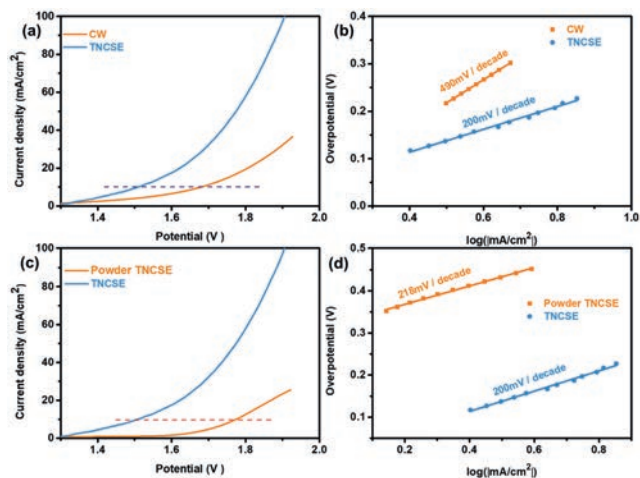 (a)
CW
TNCSE
100
80
60
40
20
0
1.4
1.6
1.8
2.0
Current density (mA/cm²)
Potential (V )
(b)
CW
TNCSE
490mV / decade
200mV / decade
0.4
0.3
0.2
0.1
0.0
0.4
0.6
0.8
1.0
Overpotential (V)
log(|mA/cm²|)
(c)
Powder TNCSE
TNCSE
100
80
60
40
20
0
1.4
1.6
1.8
2.0
Current density (mA/cm²)
Potential (V )
(d)
218mV / decade
Powder TNCSE
TNCSE
200mV / decade
0.5
0.4
0.3
0.2
0.1
0.2
0.4
0.6
0.8
Overpotential (V)
log(|mA/cm²|)